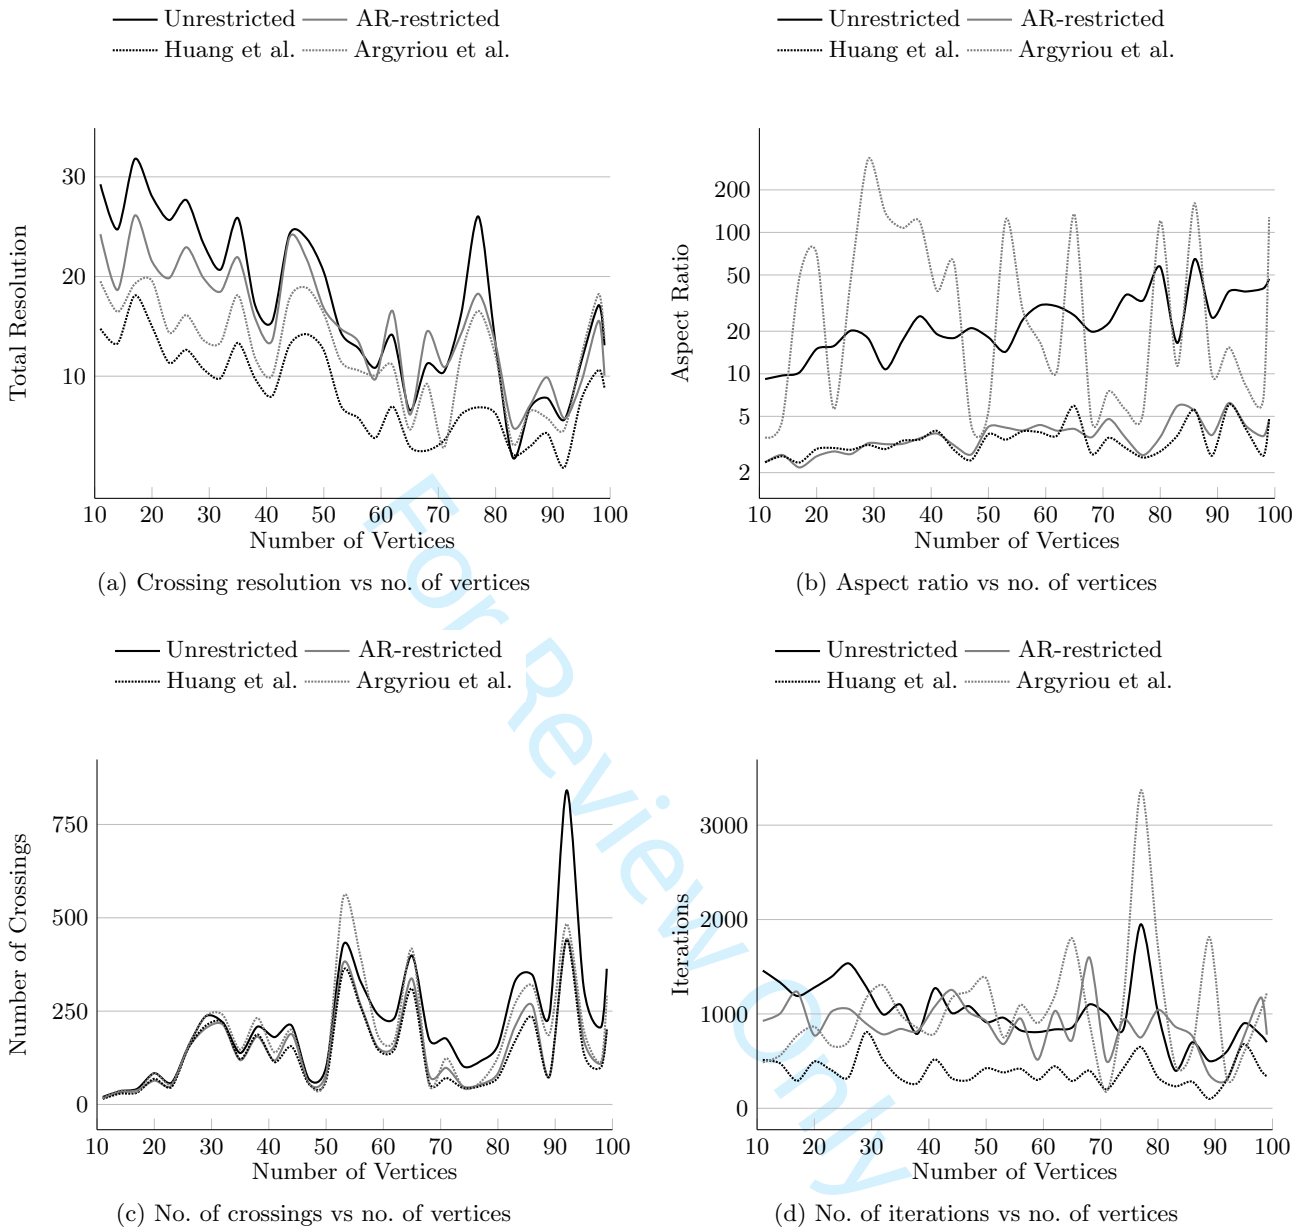 Unrestricted AR-restricted
Huang et al. Argyriou et al.
30
20
10
Total Resolution
10 20 30 40 50 60 70 80 90 100
Number of Vertices
(a) Crossing resolution vs no. of vertices
Unrestricted AR-restricted
Huang et al. Argyriou et al.
200
100
50
20
10
5
2
Aspect Ratio
10 20 30 40 50 60 70 80 90 100
Number of Vertices
(b) Aspect ratio vs no. of vertices
Unrestricted AR-restricted
Huang et al. Argyriou et al.
750
500
250
0
Number of Crossings
10 20 30 40 50 60 70 80 90 100
Number of Vertices
(c) No. of crossings vs no. of vertices
Unrestricted AR-restricted
Huang et al. Argyriou et al.
3000
2000
1000
0
Iterations
10 20 30 40 50 60 70 80 90 100
Number of Vertices
(d) No. of iterations vs no. of vertices
For Review Only